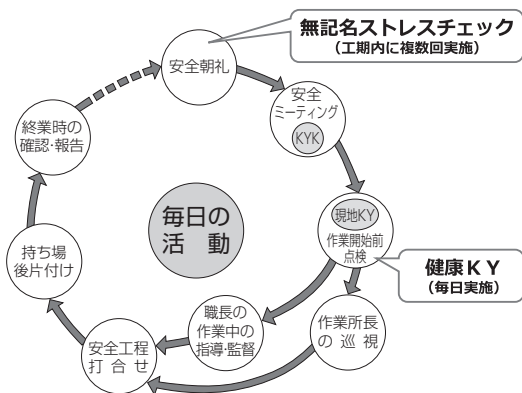 無記名ストレスチェック
（工期内に複数回実施）
安全朝礼
安全
ミーティング
KYK
現地KY
作業開始前
点検
健康ＫＹ
（毎日実施）
作業所長
の 巡 視
職長の
作業中の
指導･監督
安全工程
打 合 せ
持ち場
後片付け
終業時の
確認･報告
毎日の
活　動